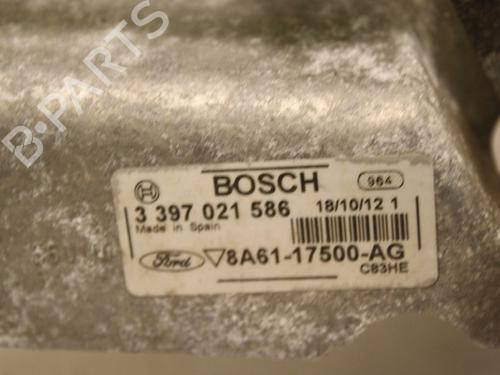 B-PARTS
BOSCH 964
3 397 021 586 18/10/12 1
Made in Spain
Ford 8A61-17500-AG
C83HE